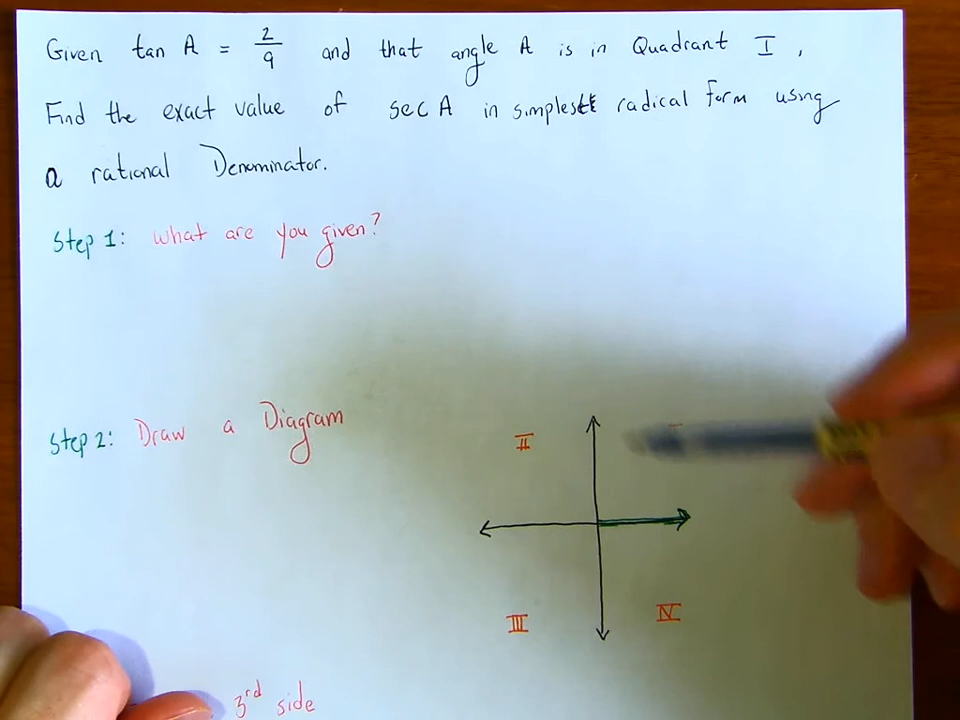 Given tan A = 2/9 and that angle A is in Quadrant I,
Find the exact value of sec A in simplest radical form using
a rational Denominator.
Step 1: What are you given?
Step 2: Draw a Diagram
II
III
IV
3rd side